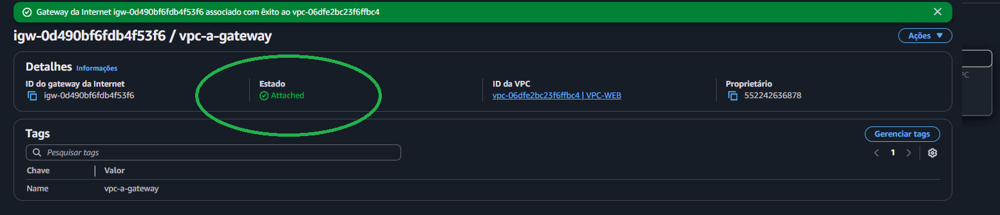 Gateway da Internet igw-0d490bf6fdb4f53f6 associado com êxito ao vpc-06dfe2bc23f6ffbc4
igw-0d490bf6fdb4f53f6 / vpc-a-gateway
Ações
Detalhes Informações
ID do gateway da Internet
igw-0d490bf6fdb4f53f6
Estado
Attached
ID da VPC
vpc-06dfe2bc23f6ffbc4 | VPC-WEB
Proprietário
552242636878
Tags
Gerenciar tags
Pesquisar tags
1
Chave Valor
Name vpc-a-gateway